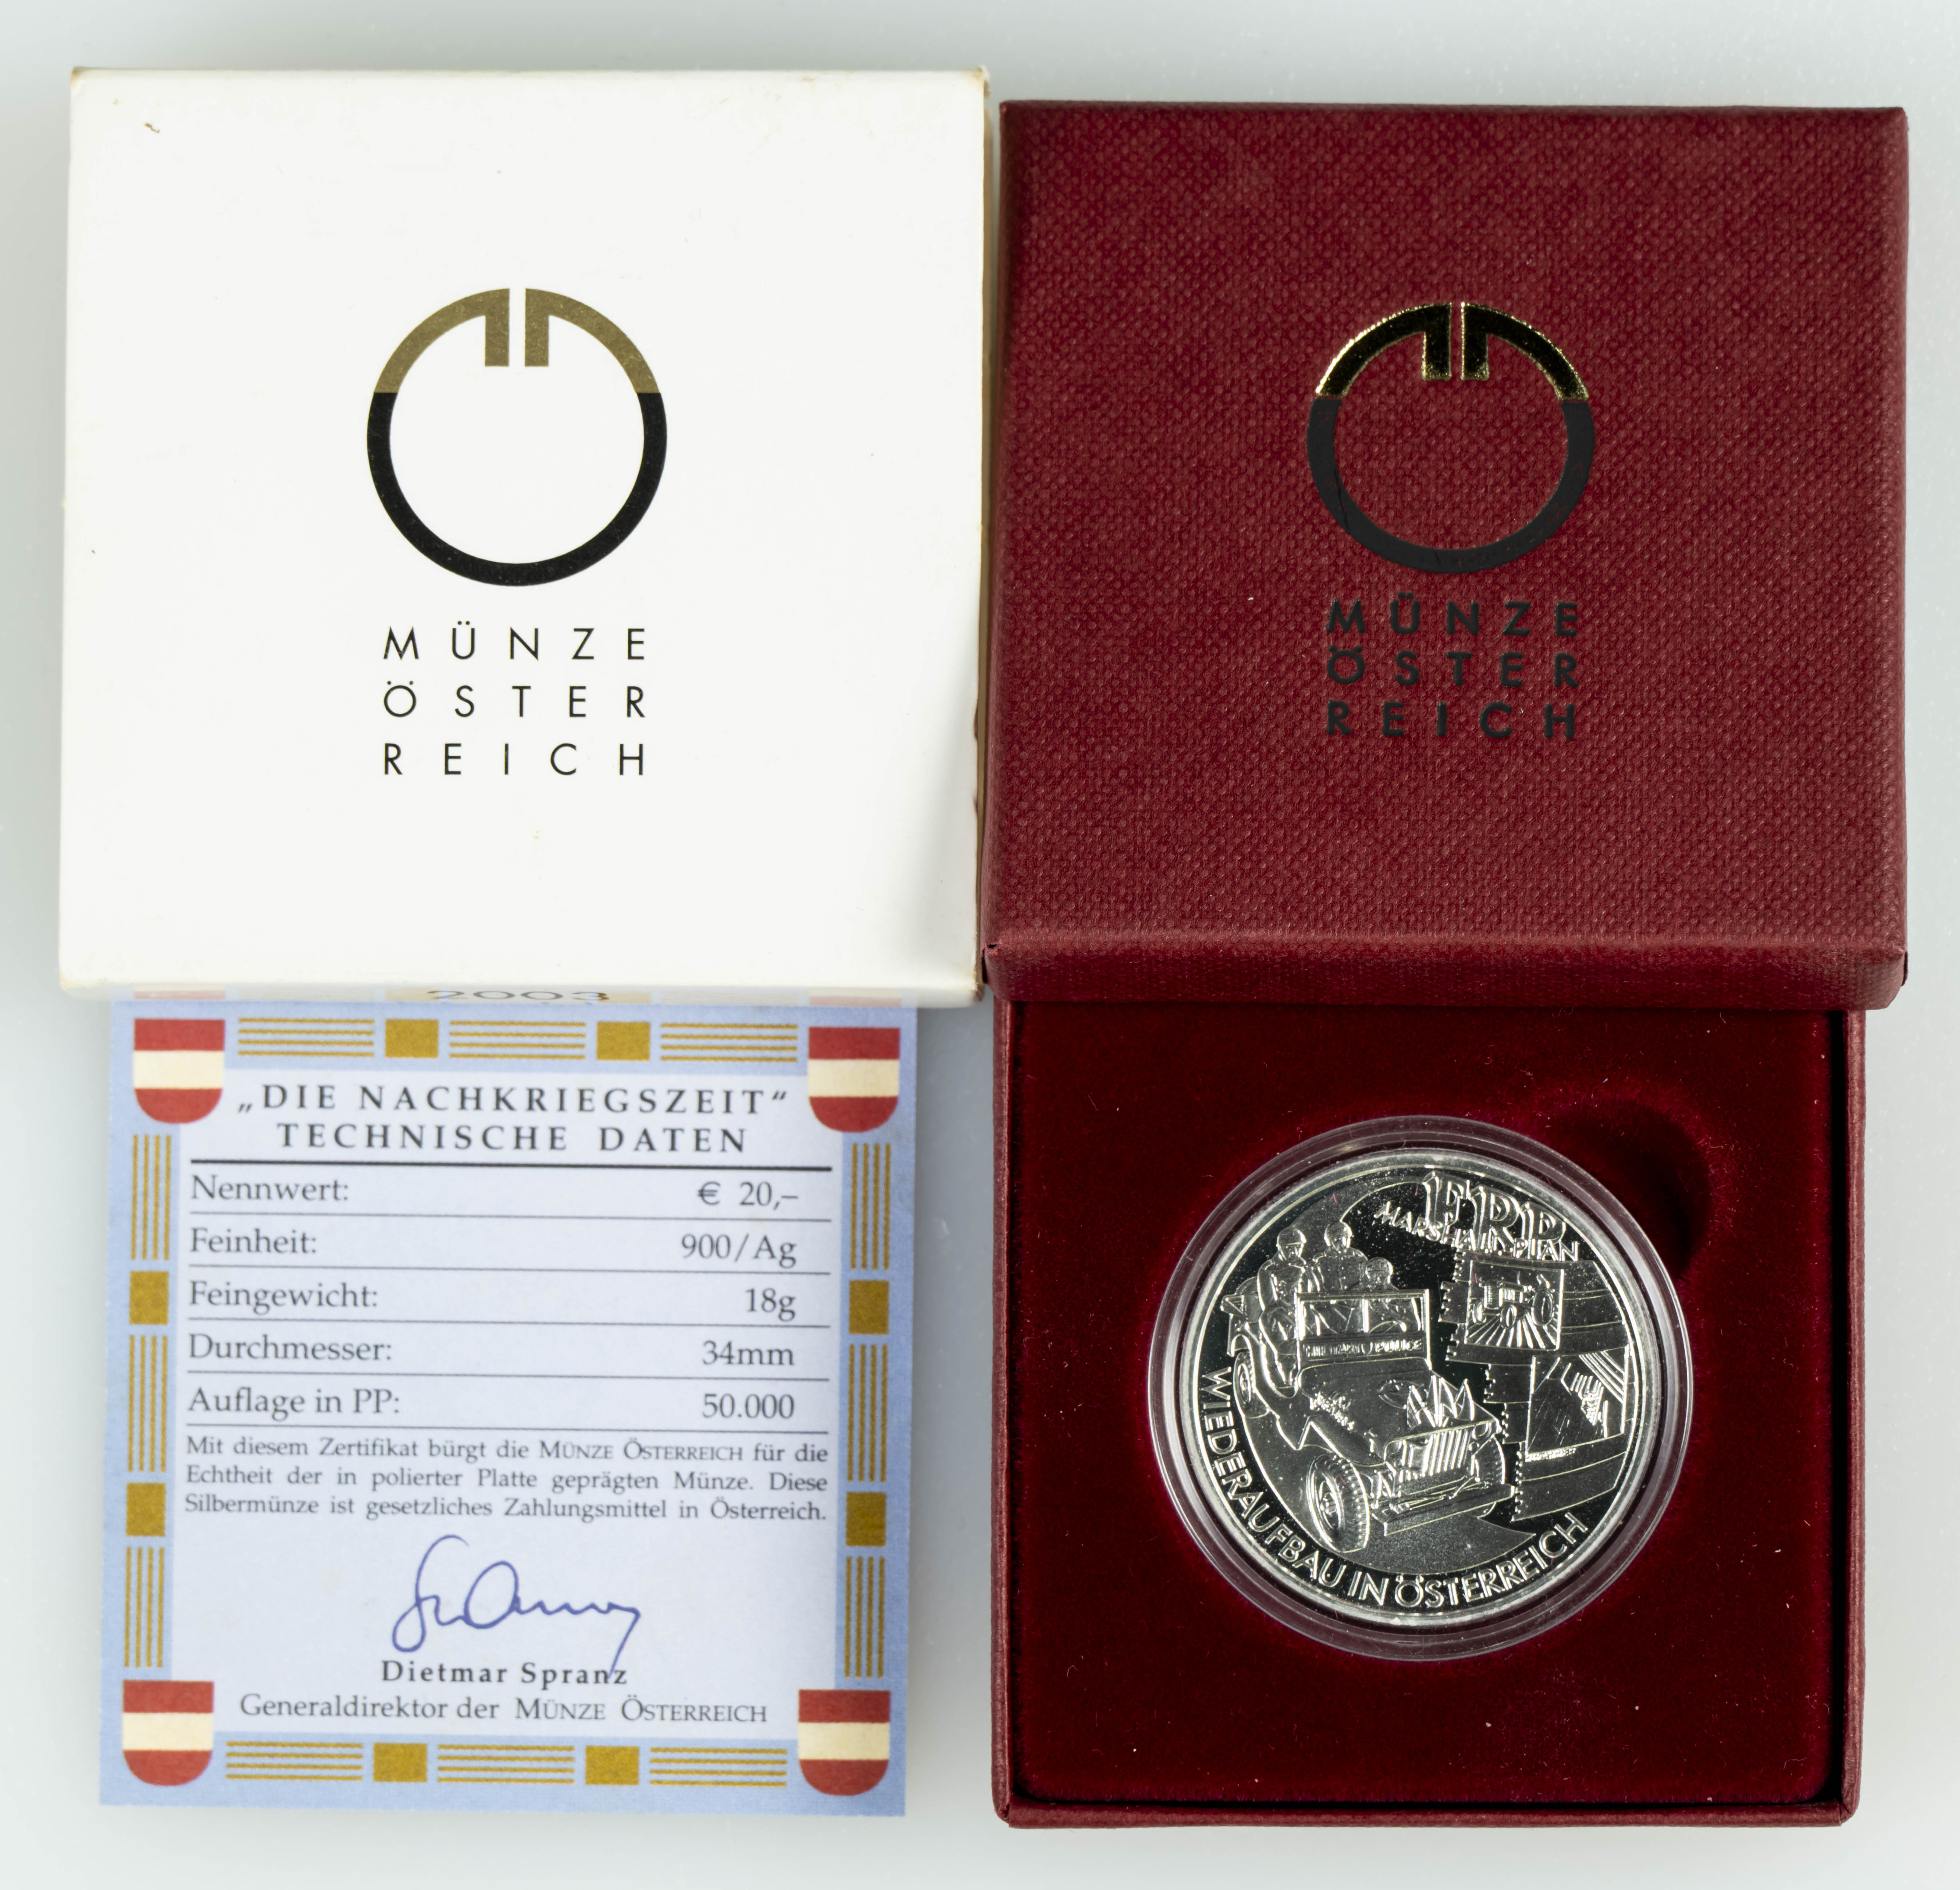 MÜNZE
ÖSTER
REICH
MÜNZE
ÖSTER
REICH
2003
„DIE NACHKRIEGSZEIT“
TECHNISCHE DATEN
Nennwert: € 20,–
Feinheit: 900/Ag
Feingewicht: 18g
Durchmesser: 34mm
Auflage in PP: 50.000
Mit diesem Zertifikat bürgt die MÜNZE ÖSTERREICH für die
Echtheit der in polierter Platte geprägten Münze. Diese
Silbermünze ist gesetzliches Zahlungsmittel in Österreich.
Dietmar Spranz
Generaldirektor der MÜNZE ÖSTERREICH
ERP
MARSHALLPLAN
MILITARY POLICE
WIEDERAUFBAU IN ÖSTERREICH